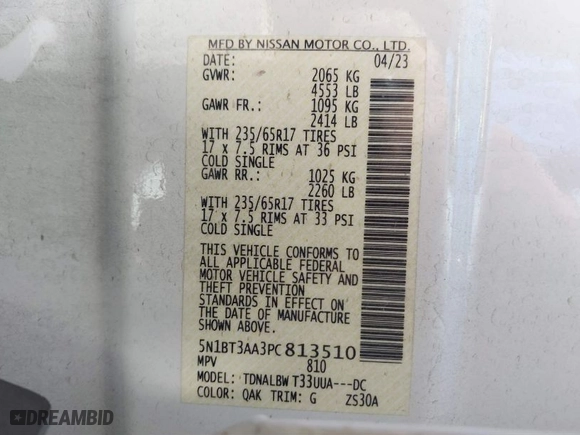 MFD BY NISSAN MOTOR CO., LTD.
DATE: 04/23
GVWR: 2065 KG
4553 LB
GAWR FR.: 1095 KG
2414 LB
WITH 235/65R17 TIRES
17 x 7.5 RIMS AT 36 PSI
COLD SINGLE
GAWR RR.: 1025 KG
2260 LB
WITH 235/65R17 TIRES
17 x 7.5 RIMS AT 33 PSI
COLD SINGLE
THIS VEHICLE CONFORMS TO
ALL APPLICABLE FEDERAL
MOTOR VEHICLE SAFETY AND
THEFT PREVENTION
STANDARDS IN EFFECT ON
THE DATE OF MANUFACTURE
SHOWN ABOVE.
5N1BT3AA3PC813510
MPV 810
MODEL: TDNALBW T33UUA---DC
COLOR: QAK TRIM: G ZS30A
DREAMBID